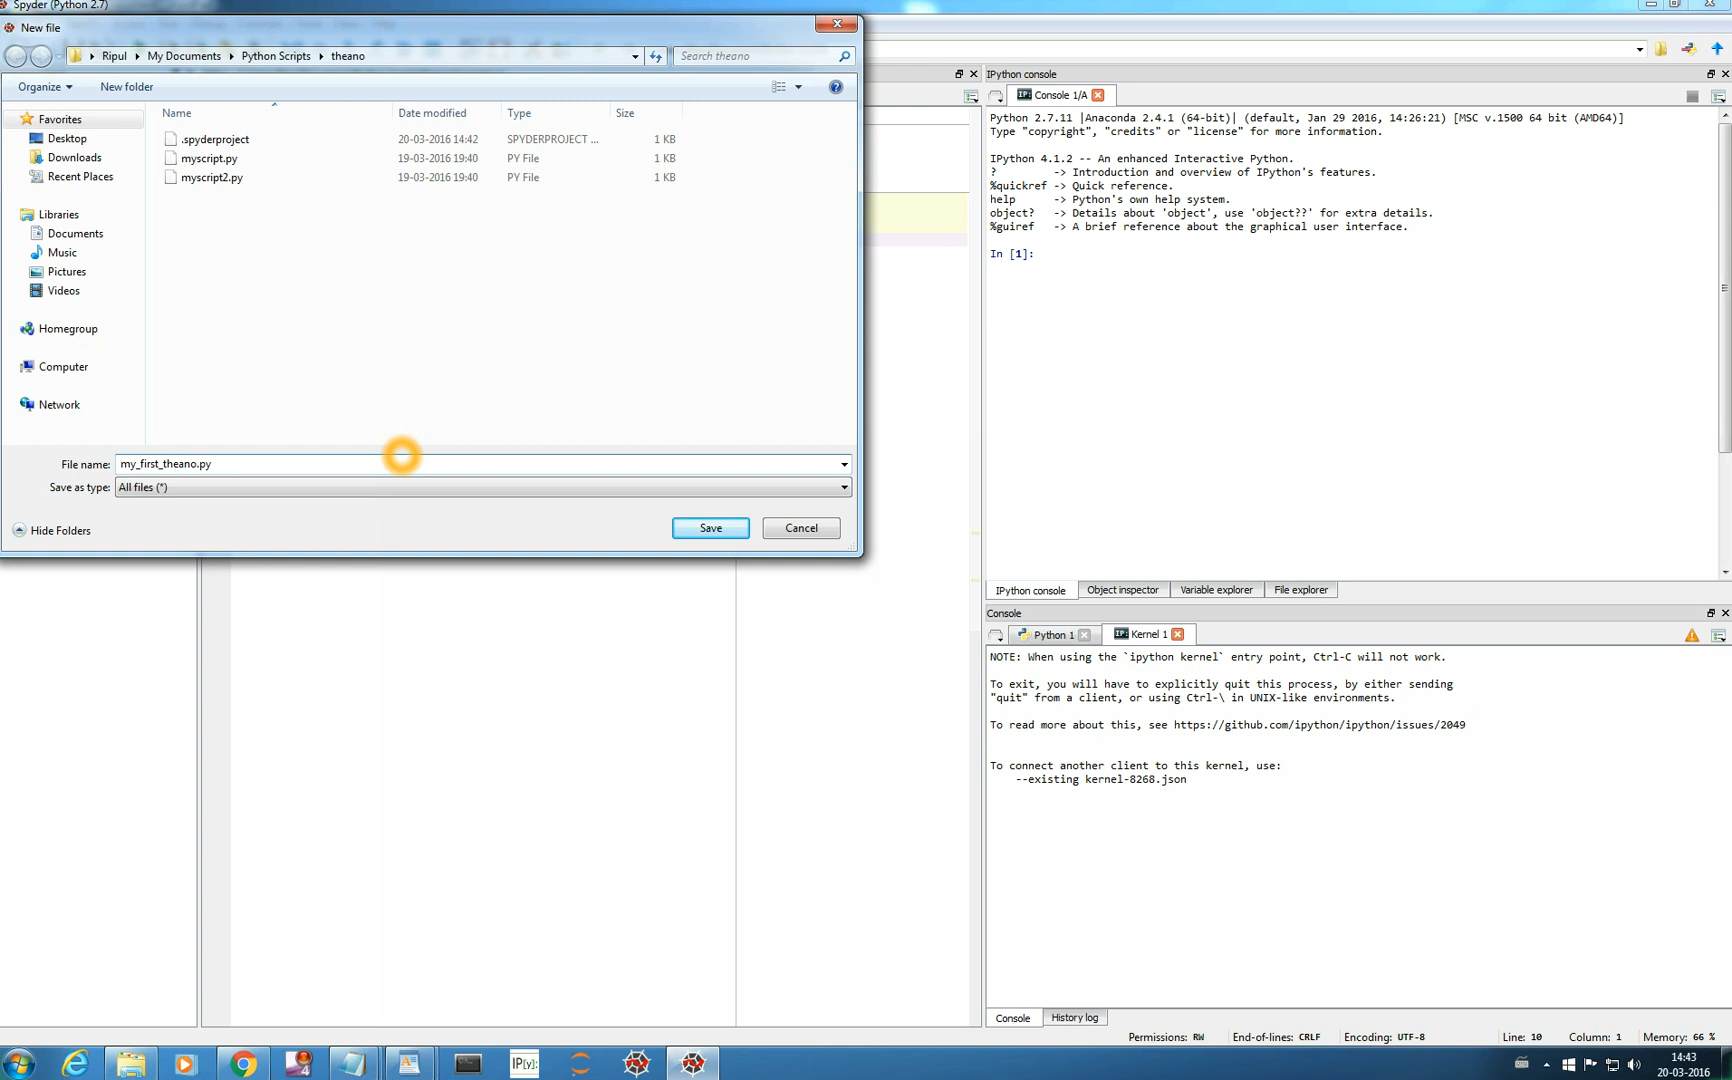 Spyder (Python 2.7)
New file
Ripul
My Documents
Python Scripts
theano
Search theano
Organize
New folder
Name
Date modified
Type
Size
Favorites
Desktop
Downloads
Recent Places
Libraries
Documents
Music
Pictures
Videos
Homegroup
Computer
Network
.spyderproject 20-03-2016 14:42 SPYDERPROJECT ... 1 KB
myscript.py 19-03-2016 19:40 PY File 1 KB
myscript2.py 19-03-2016 19:40 PY File 1 KB
File name: my_first_theano.py
Save as type: All files (*)
Hide Folders
Save
Cancel
IPython console
IP: Console 1/A
Python 2.7.11 |Anaconda 2.4.1 (64-bit)| (default, Jan 29 2016, 14:26:21) [MSC v.1500 64 bit (AMD64)]
Type "copyright", "credits" or "license" for more information.
IPython 4.1.2 -- An enhanced Interactive Python.
? -> Introduction and overview of IPython's features.
%quickref -> Quick reference.
help -> Python's own help system.
object? -> Details about 'object', use 'object??' for extra details.
%guiref -> A brief reference about the graphical user interface.
In [1]:
IPython console
Object inspector
Variable explorer
File explorer
Console
Python 1
IP: Kernel 1
NOTE: When using the `ipython kernel` entry point, Ctrl-C will not work.
To exit, you will have to explicitly quit this process, by either sending
"quit" from a client, or using Ctrl-\ in UNIX-like environments.
To read more about this, see https://github.com/ipython/ipython/issues/2049
To connect another client to this kernel, use:
--existing kernel-8268.json
Console
History log
Permissions: RW
End-of-lines: CRLF
Encoding: UTF-8
Line: 10
Column: 1
Memory: 66 %
4
IP[y]:
14:43
20-03-2016